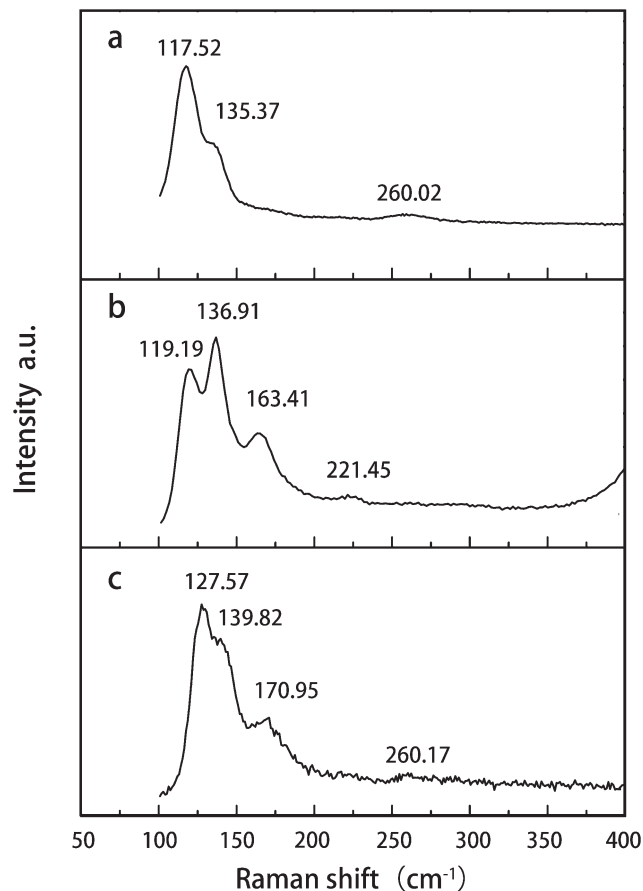 a
117.52
135.37
260.02
b
136.91
119.19
163.41
221.45
c
127.57
139.82
170.95
260.17
Intensity a.u.
50 100 150 200 250 300 350 400
Raman shift (cm⁻¹)